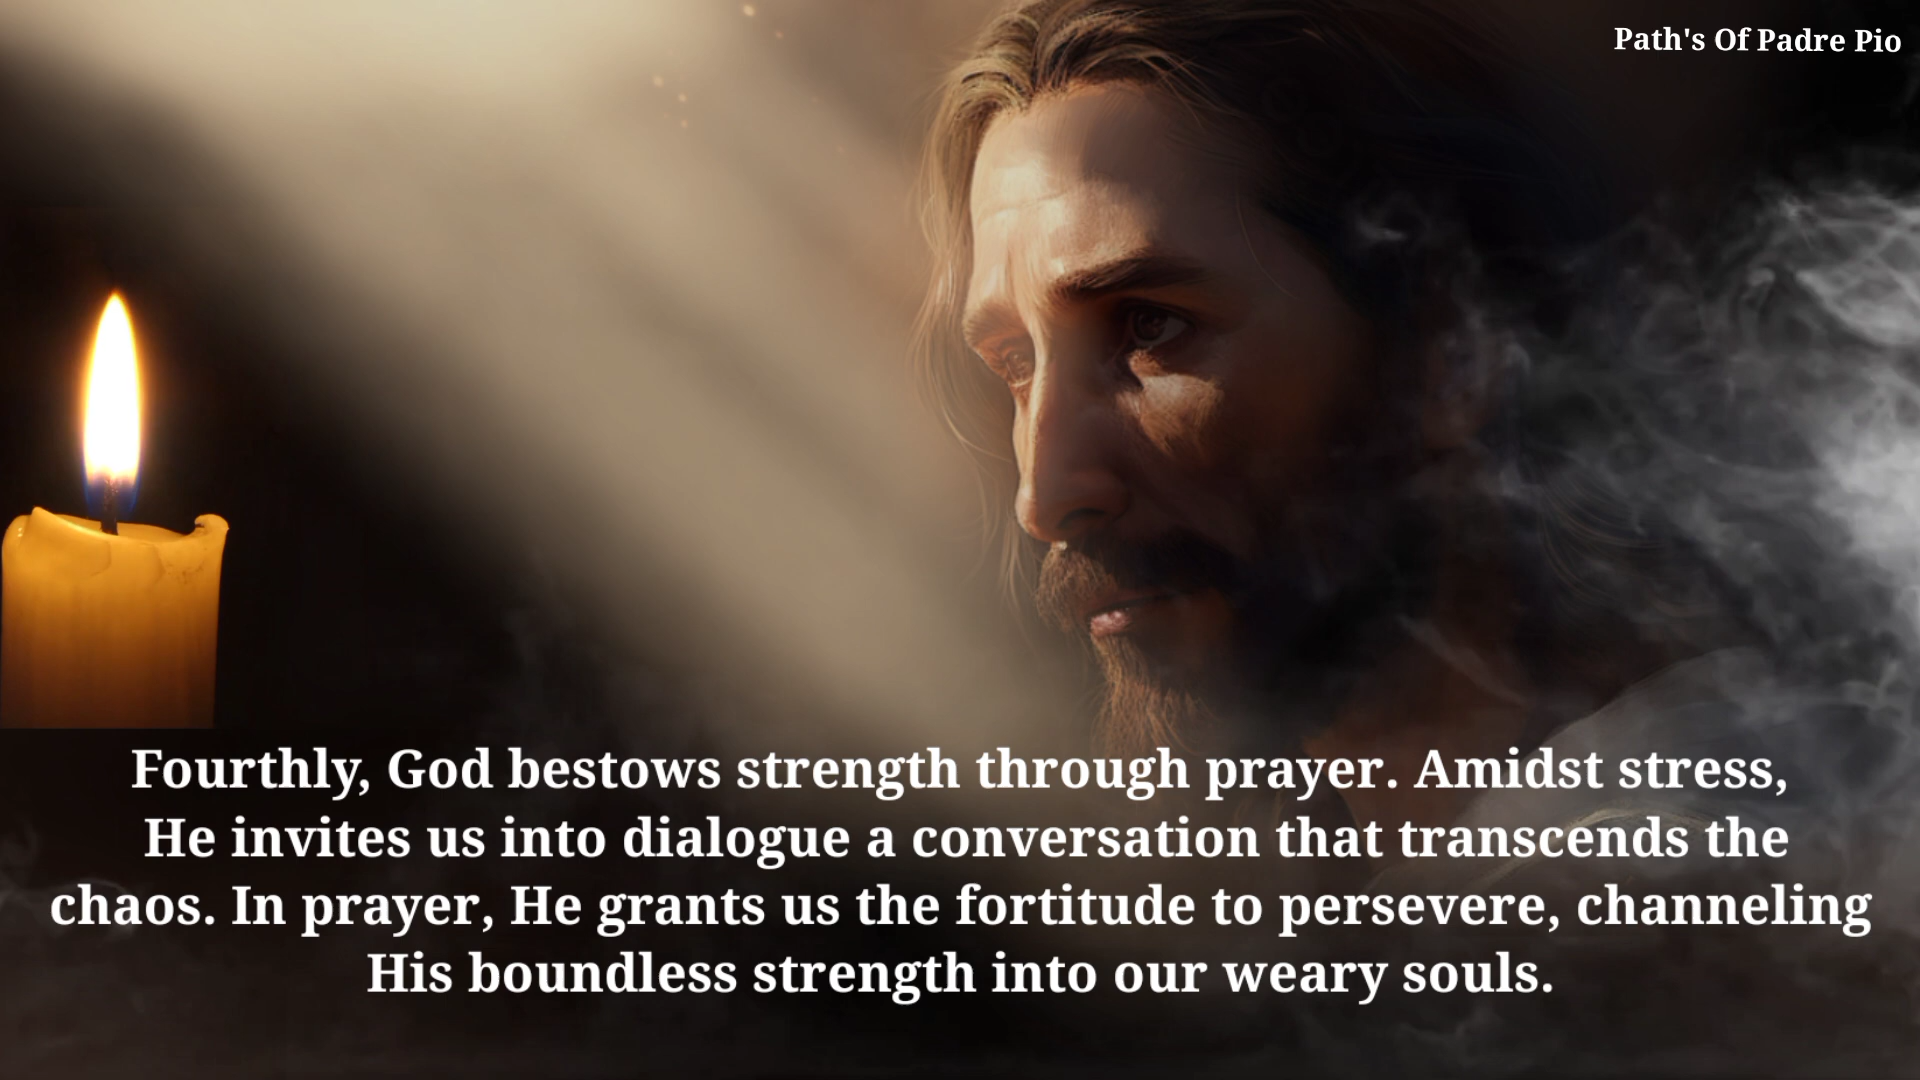 Path's Of Padre Pio
Fourthly, God bestows strength through prayer. Amidst stress,
He invites us into dialogue a conversation that transcends the
chaos. In prayer, He grants us the fortitude to persevere, channeling
His boundless strength into our weary souls.